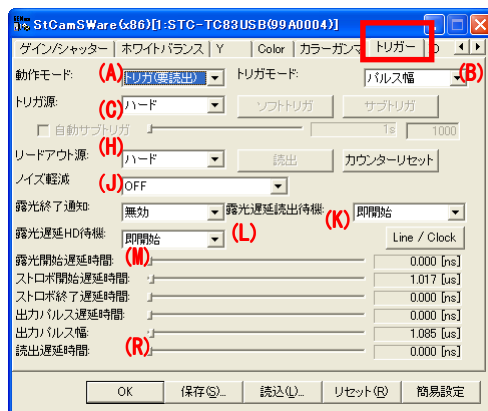 StCamSWare(x86)[1:STC-TC83USB(99A0004)]
ゲイン/シャッター ホワイトバランス Y Color カラーガンマ トリガー
動作モード: (A) トリガ(要読出) トリガモード: パルス幅 (B)
トリガ源: (C) ハード ソフトトリガ サブトリガ
自動サブトリガ 1s 1000
リードアウト源: (H) ハード 読出 カウンターリセット
ノイズ軽減 (J) OFF
露光終了通知: 無効 露光遅延読出待機: (K) 即開始
露光遅延HD待機: 即開始 (L) Line / Clock
露光開始遅延時間: (M) 0.000 [ns]
ストロボ開始遅延時間: 1.017 [us]
ストロボ終了遅延時間: 0.000 [ns]
出力パルス遅延時間: 0.000 [ns]
出力パルス幅: 1.085 [us]
読出遅延時間: (R) 0.000 [ns]
OK 保存(S)... 読込(L)... リセット(R) 簡易設定